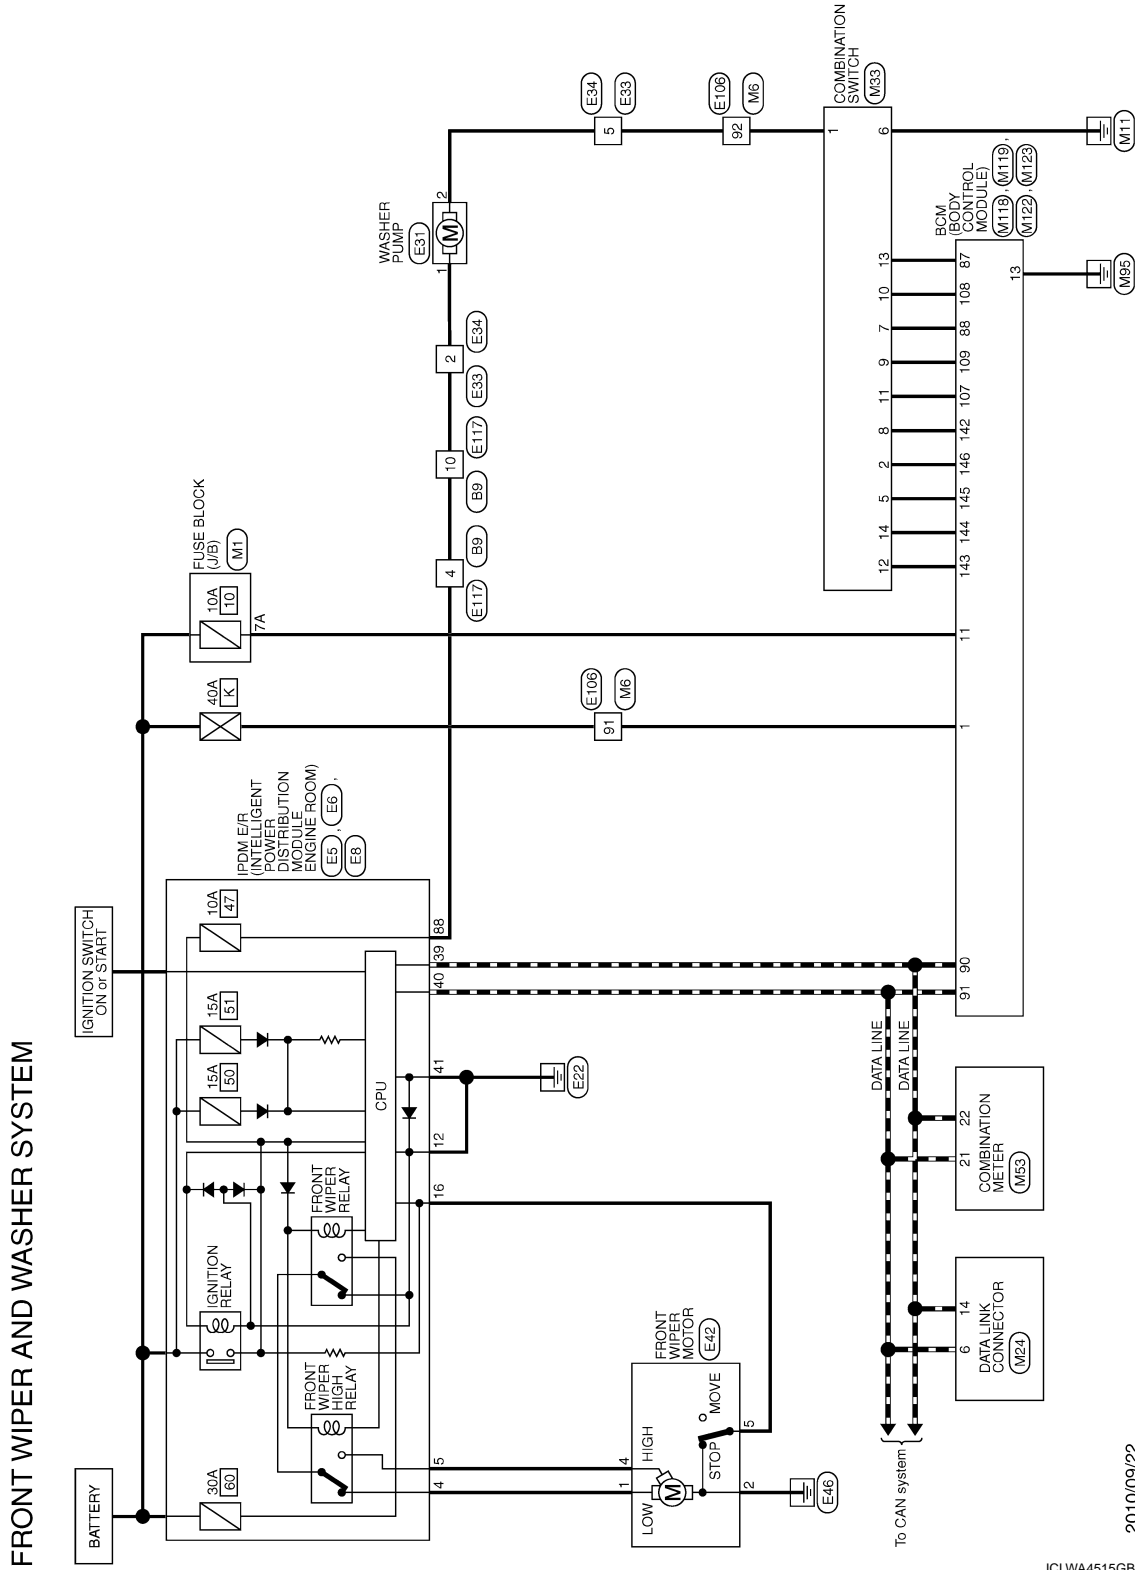 FRONT WIPER AND WASHER SYSTEM
BATTERY
IGNITION SWITCH
ON or START
30A
60
FRONT
WIPER
HIGH
RELAY
IGNITION
RELAY
FRONT
WIPER
RELAY
15A
50
15A
51
10A
47
CPU
IPDM E/R
(INTELLIGENT
POWER
DISTRIBUTION
MODULE
ENGINE ROOM)
E5 , E6 ,
E8
4
5
16
12
41
40
39
88
E22
40A
K
FUSE BLOCK
(J/B)
M1
10A
10
7A
E117
4
B9
B9
10
E117
E33
2
E34
WASHER
PUMP
E31
1
M
2
E34
5
E33
E106
92
M6
E106
91
M6
FRONT
WIPER
MOTOR
E42
1
4
LOW
HIGH
M
STOP
MOVE
2
5
E46
COMBINATION
SWITCH
M33
1
6
M11
12
14
5
2
8
11
9
7
10
13
143
144
145
146
142
107
109
88
108
87
BCM
(BODY
CONTROL
MODULE)
M118 , M119 ,
M122 , M123
91
90
1
11
13
M95
DATA LINE
DATA LINE
To CAN system
6
14
DATA LINK
CONNECTOR
M24
21
22
COMBINATION
METER
M53
2010/09/22
JCLWA4515GB